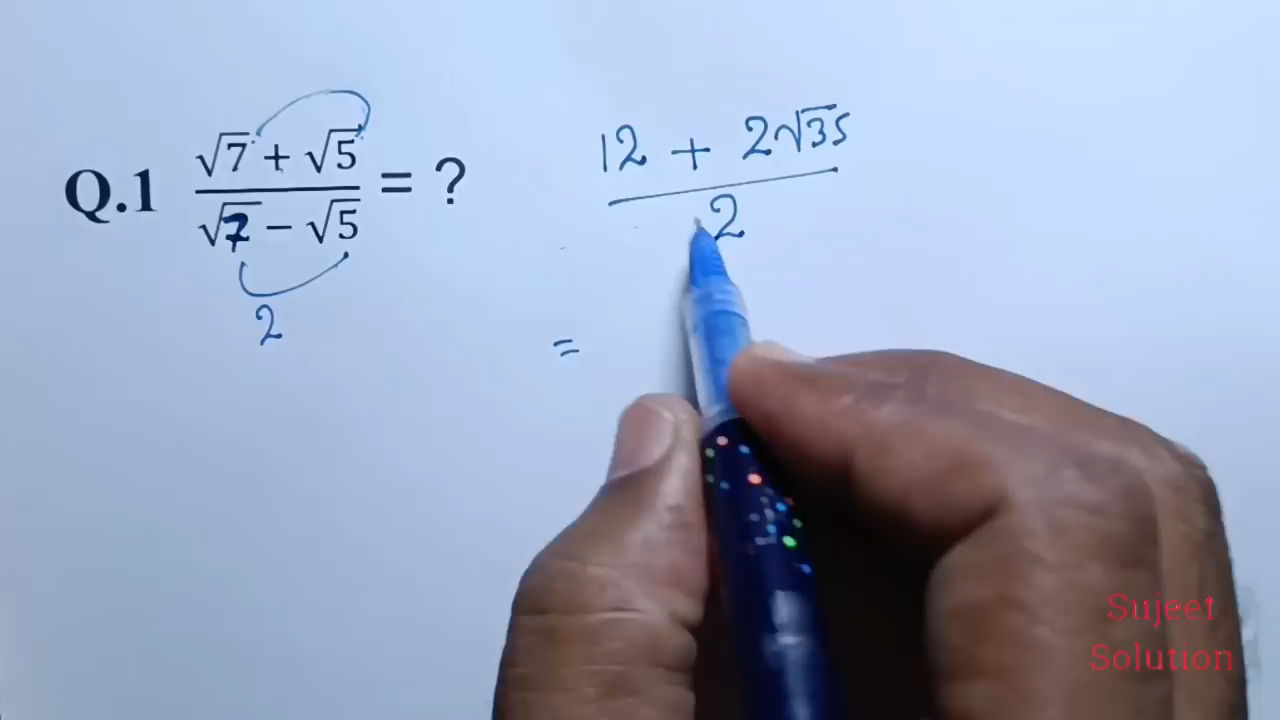 Q.1 (√7 + √5)/(√7 − √5) = ?
2
12 + 2√35
2
=
Sujeet
Solution